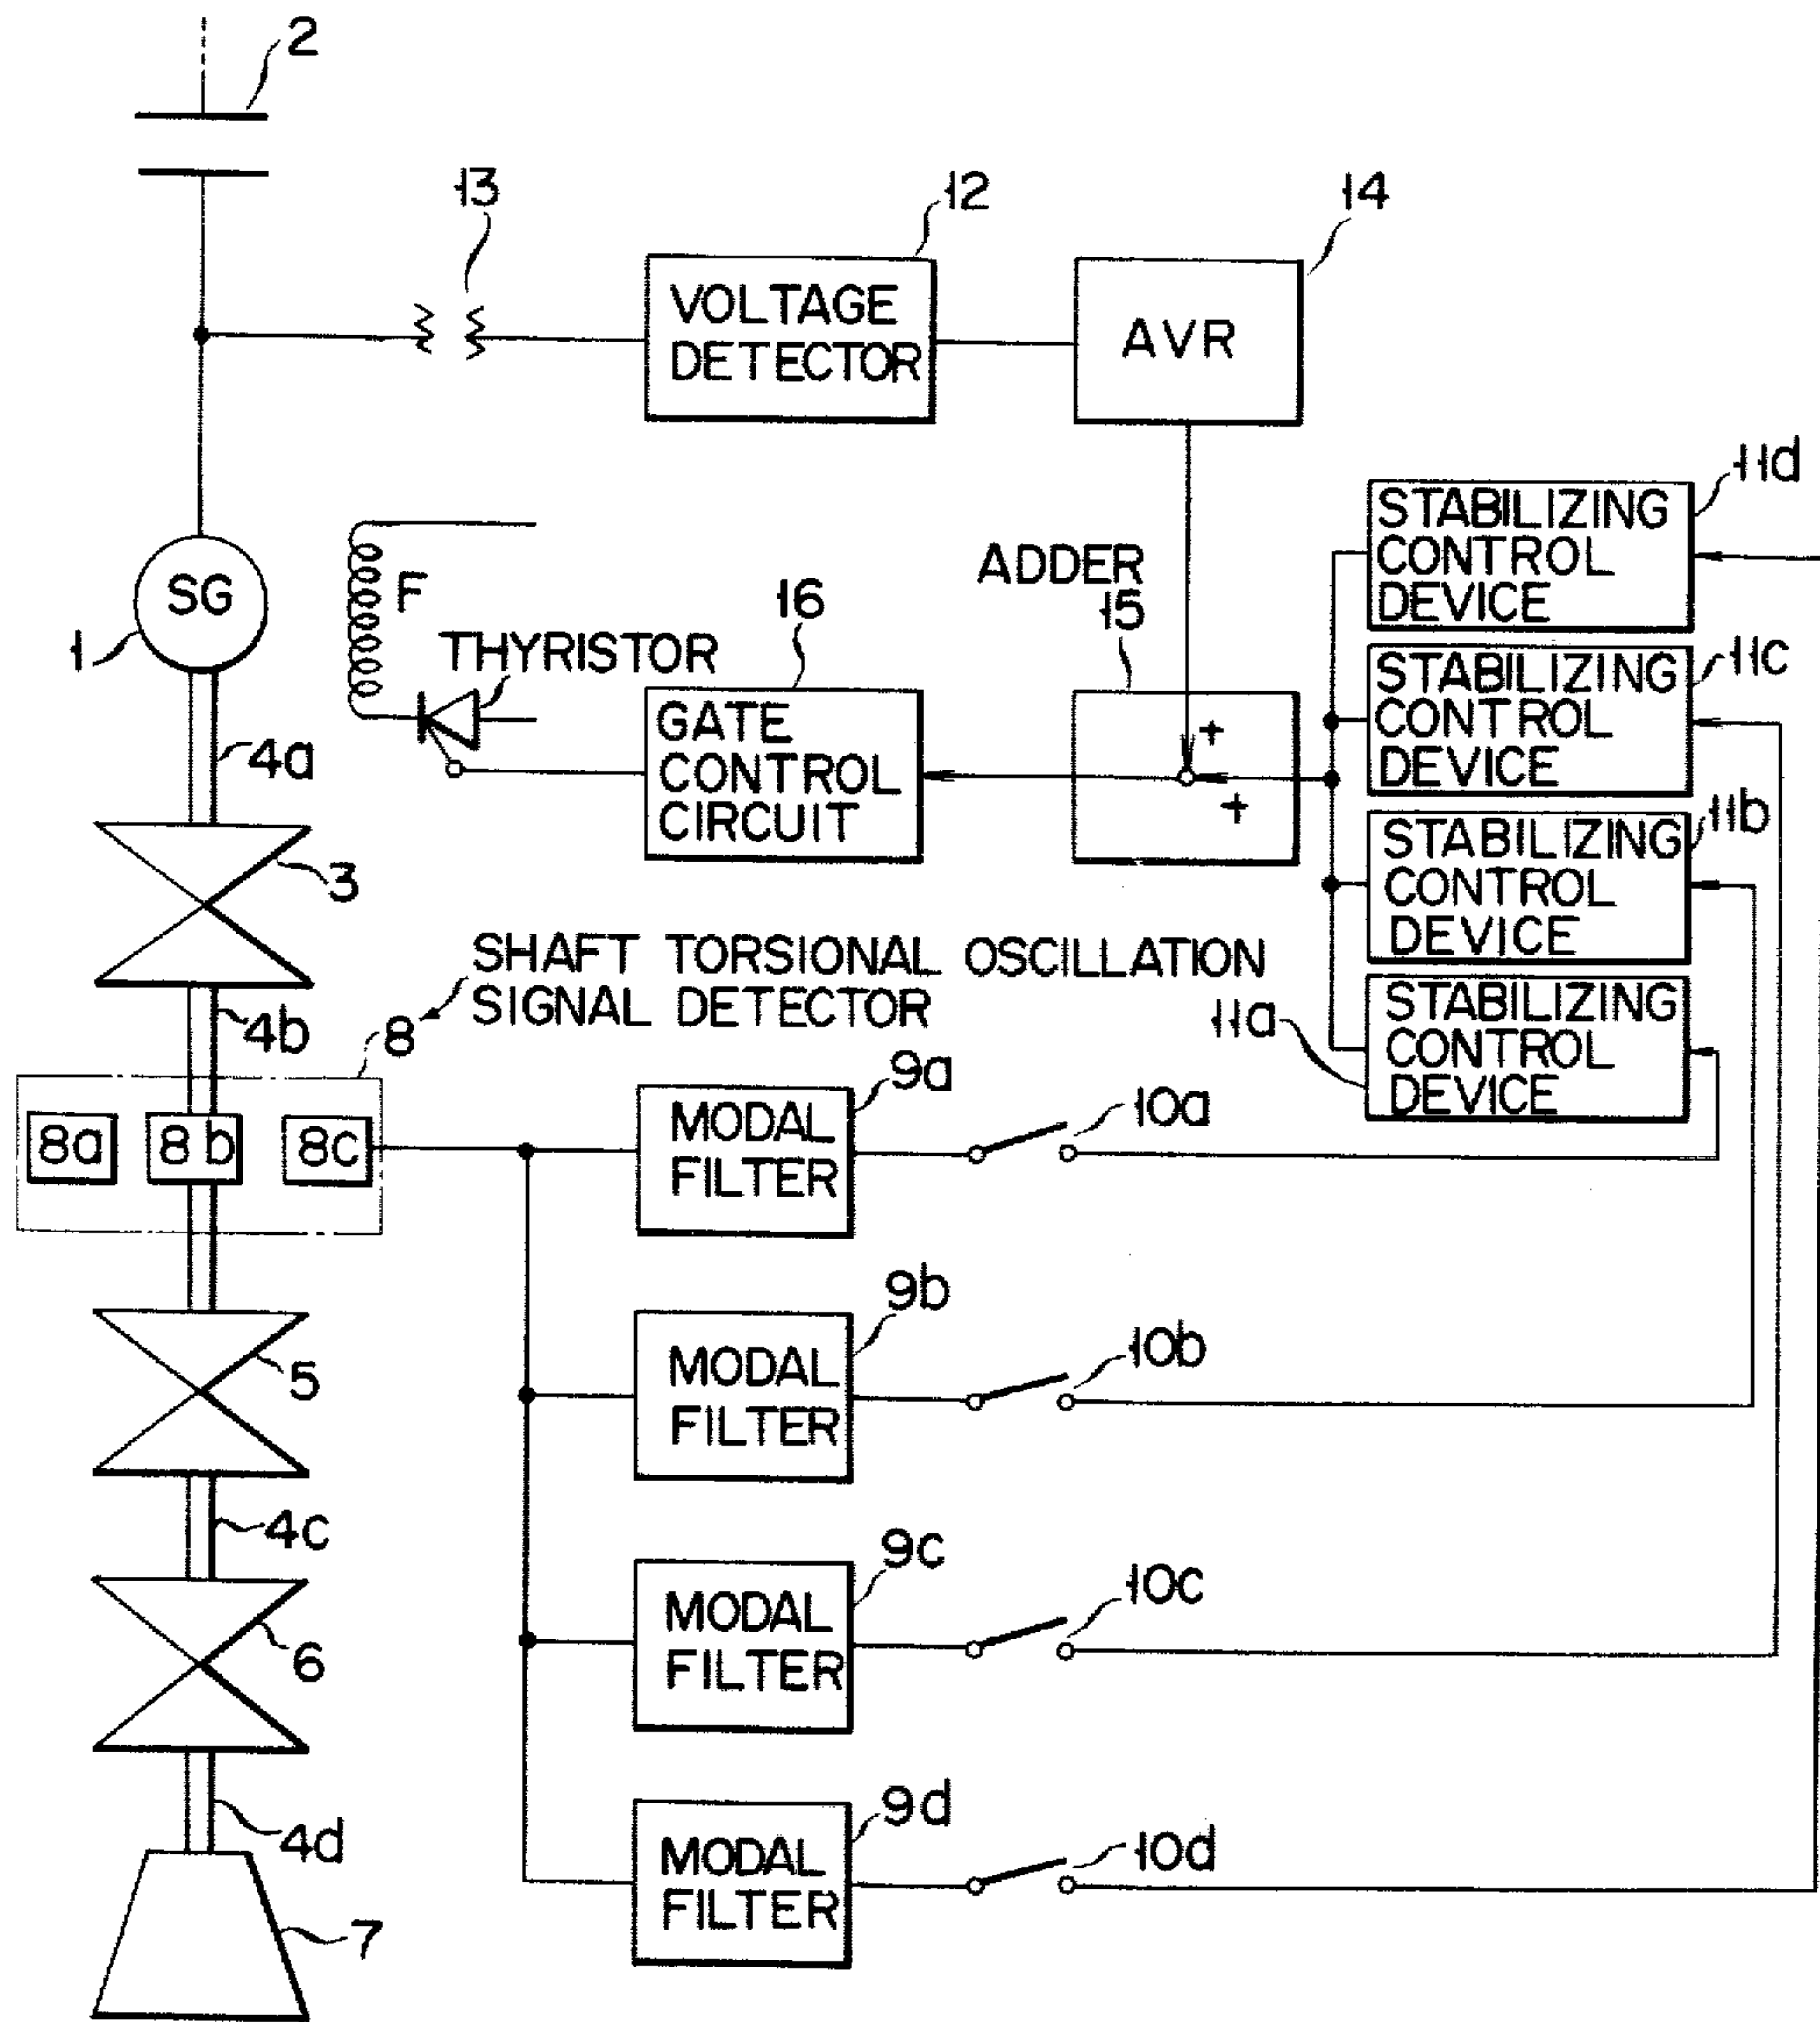 2
13
12
14
VOLTAGE
DETECTOR
AVR
11d
STABILIZING
CONTROL
DEVICE
SG
1
F
THYRISTOR
16
ADDER
15
GATE
CONTROL
CIRCUIT
+
+
11c
STABILIZING
CONTROL
DEVICE
4a
3
11b
STABILIZING
CONTROL
DEVICE
SHAFT TORSIONAL OSCILLATION
SIGNAL DETECTOR
4b
8
11a
STABILIZING
CONTROL
DEVICE
8a
8b
8c
9a
MODAL
FILTER
10a
9b
MODAL
FILTER
10b
5
4c
9c
MODAL
FILTER
10c
6
4d
9d
MODAL
FILTER
10d
7